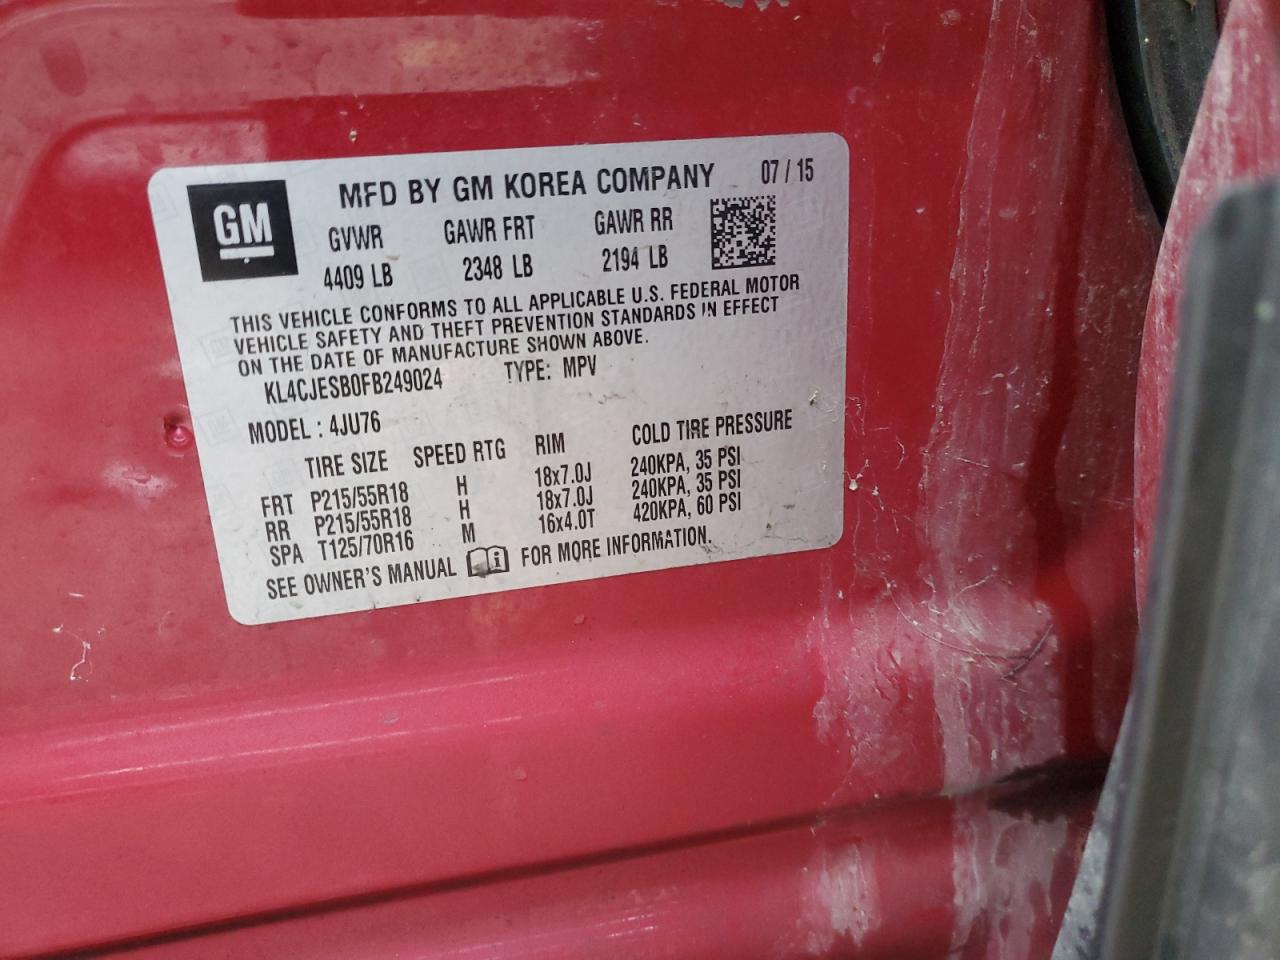 GM
MFD BY GM KOREA COMPANY 07 / 15
GVWR GAWR FRT GAWR RR
4409 LB 2348 LB 2194 LB
THIS VEHICLE CONFORMS TO ALL APPLICABLE U.S. FEDERAL MOTOR
VEHICLE SAFETY AND THEFT PREVENTION STANDARDS IN EFFECT
ON THE DATE OF MANUFACTURE SHOWN ABOVE.
KL4CJESB0FB249024 TYPE: MPV
MODEL : 4JU76
TIRE SIZE SPEED RTG RIM COLD TIRE PRESSURE
FRT P215/55R18 H 18x7.0J 240KPA, 35 PSI
RR P215/55R18 H 18x7.0J 240KPA, 35 PSI
SPA T125/70R16 M 16x4.0T 420KPA, 60 PSI
SEE OWNER'S MANUAL i FOR MORE INFORMATION.